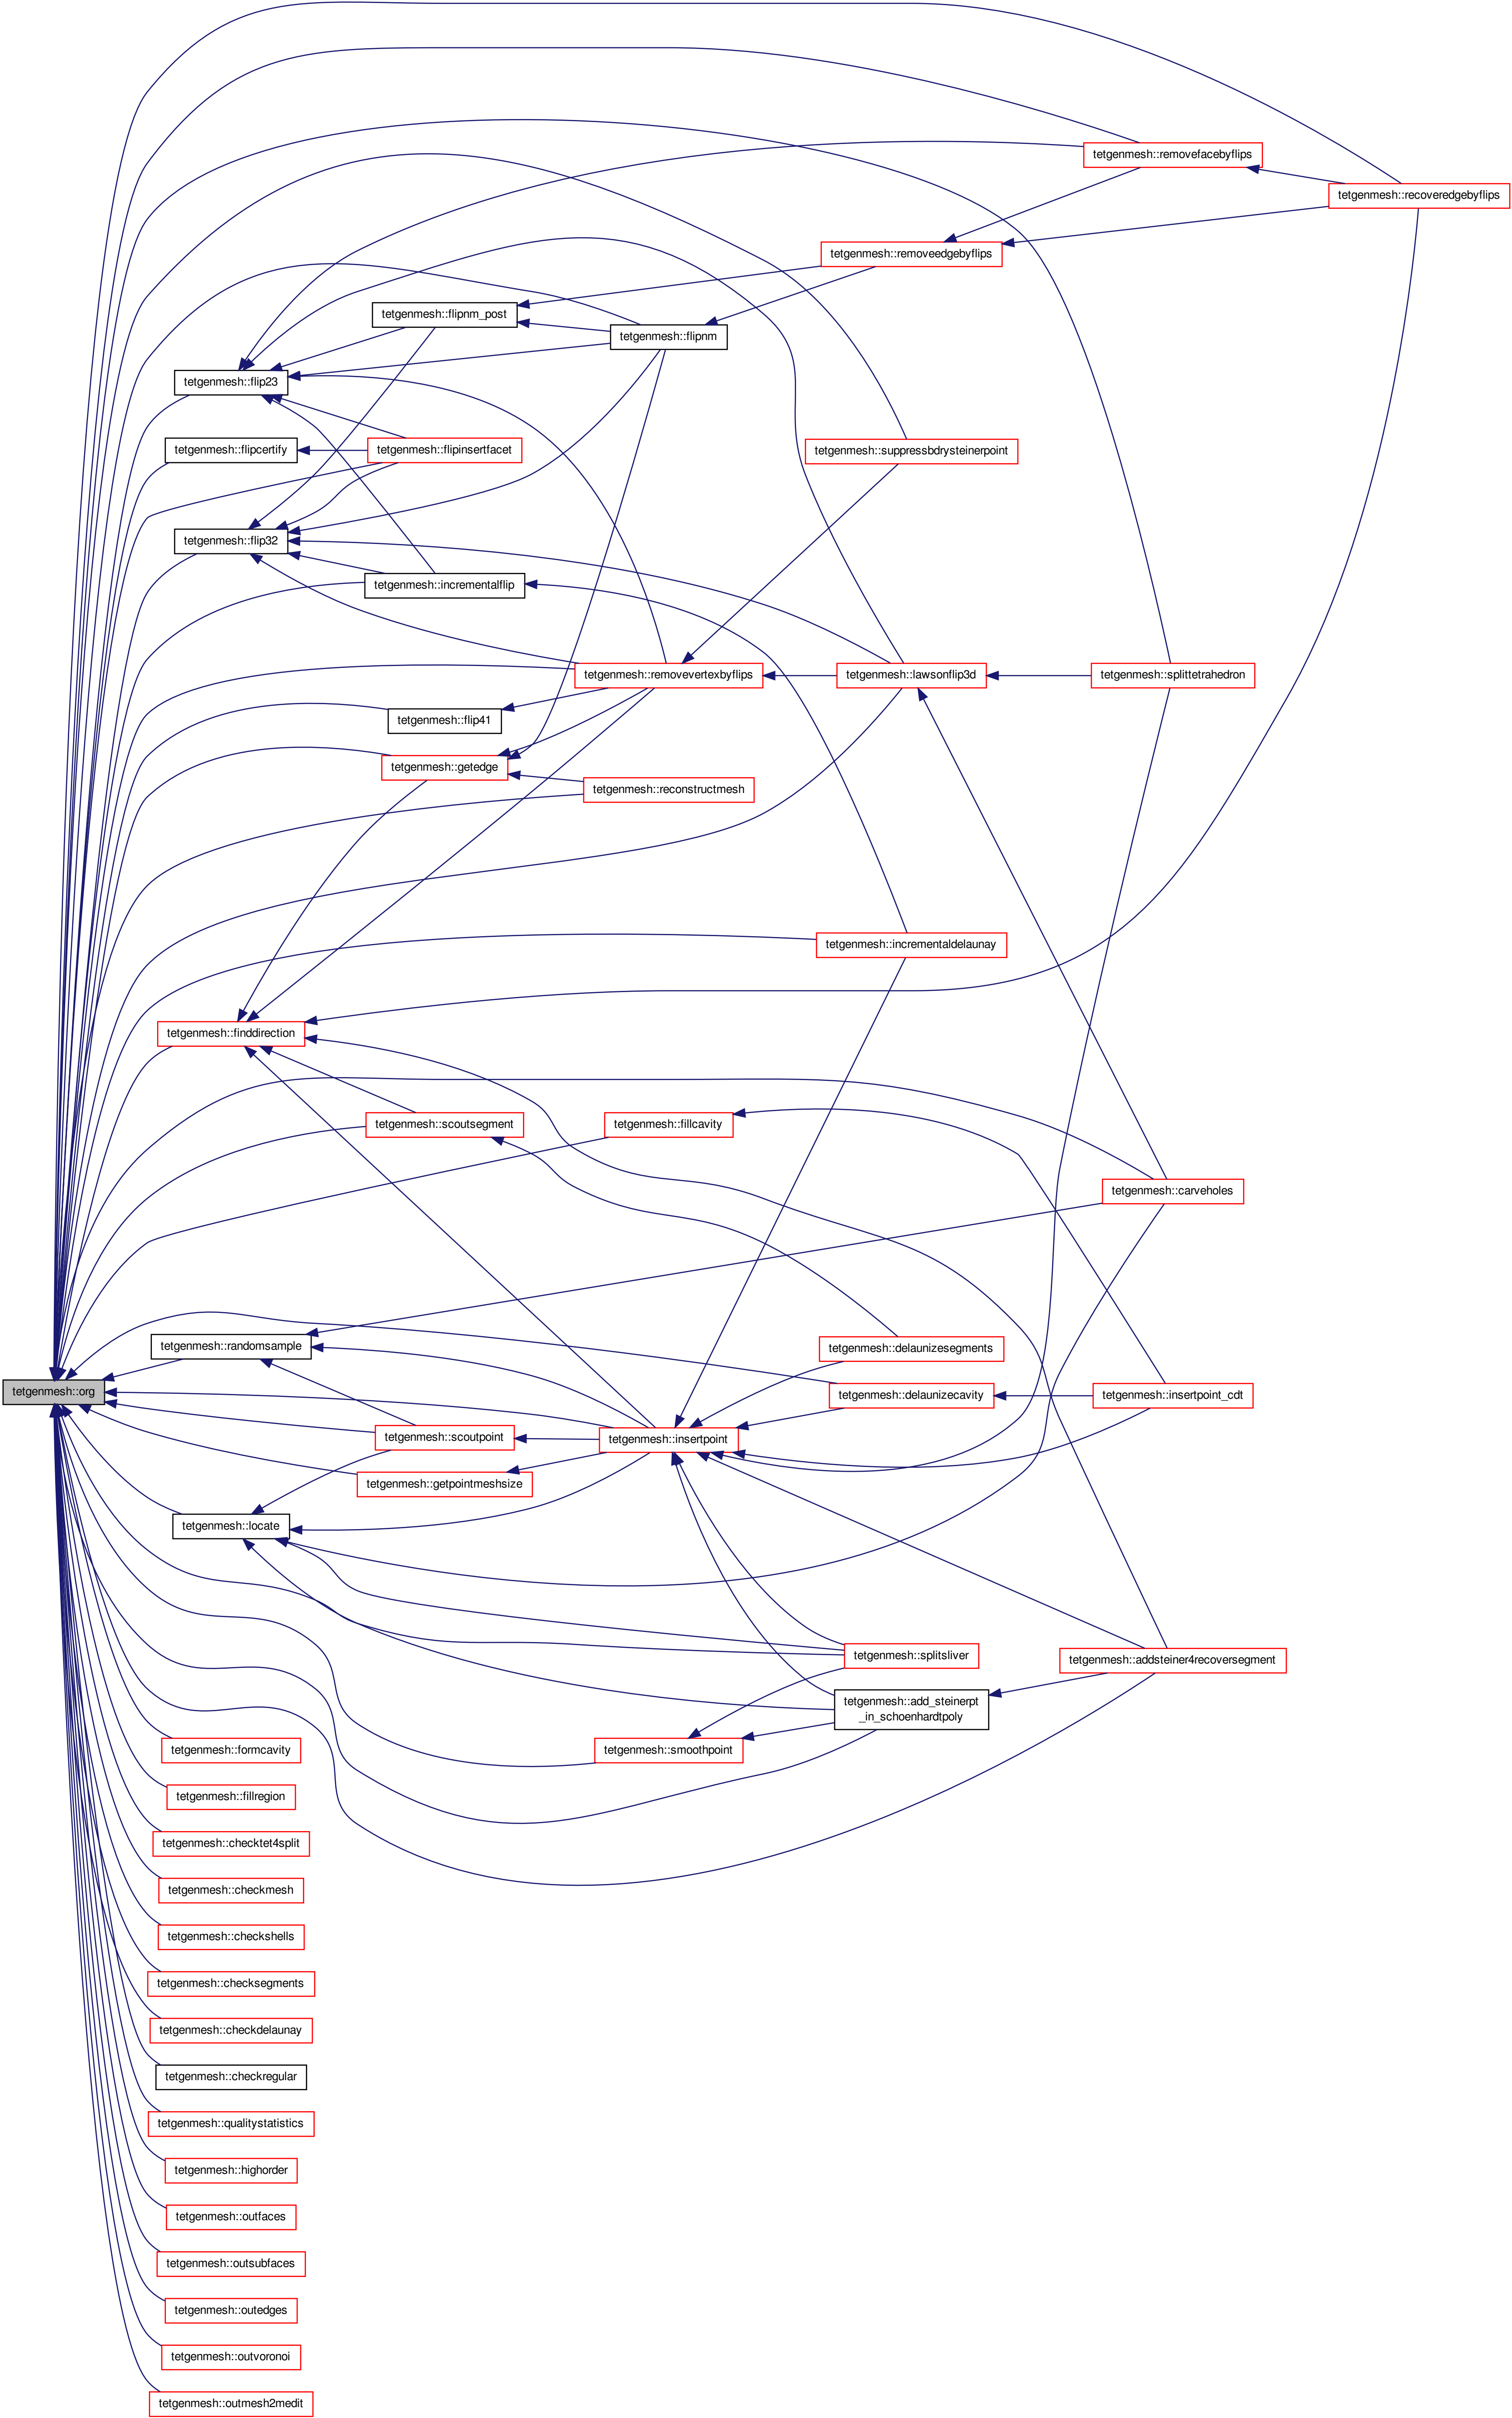 tetgenmesh::removefacebyflips
tetgenmesh::recoveredgebyflips
tetgenmesh::removeedgebyflips
tetgenmesh::flipnm_post
tetgenmesh::flipnm
tetgenmesh::flip23
tetgenmesh::flipcertify
tetgenmesh::flipinsertfacet
tetgenmesh::suppressbdrysteinerpoint
tetgenmesh::flip32
tetgenmesh::incrementalflip
tetgenmesh::removevertexbyflips
tetgenmesh::lawsonflip3d
tetgenmesh::splittetrahedron
tetgenmesh::flip41
tetgenmesh::getedge
tetgenmesh::reconstructmesh
tetgenmesh::incrementaldelaunay
tetgenmesh::finddirection
tetgenmesh::scoutsegment
tetgenmesh::fillcavity
tetgenmesh::carveholes
tetgenmesh::randomsample
tetgenmesh::delaunizesegments
tetgenmesh::org
tetgenmesh::delaunizecavity
tetgenmesh::insertpoint_cdt
tetgenmesh::scoutpoint
tetgenmesh::insertpoint
tetgenmesh::getpointmeshsize
tetgenmesh::locate
tetgenmesh::splitsliver
tetgenmesh::addsteiner4recoversegment
tetgenmesh::add_steinerpt
_in_schoenhardtpoly
tetgenmesh::smoothpoint
tetgenmesh::formcavity
tetgenmesh::fillregion
tetgenmesh::checktet4split
tetgenmesh::checkmesh
tetgenmesh::checkshells
tetgenmesh::checksegments
tetgenmesh::checkdelaunay
tetgenmesh::checkregular
tetgenmesh::qualitystatistics
tetgenmesh::highorder
tetgenmesh::outfaces
tetgenmesh::outsubfaces
tetgenmesh::outedges
tetgenmesh::outvoronoi
tetgenmesh::outmesh2medit